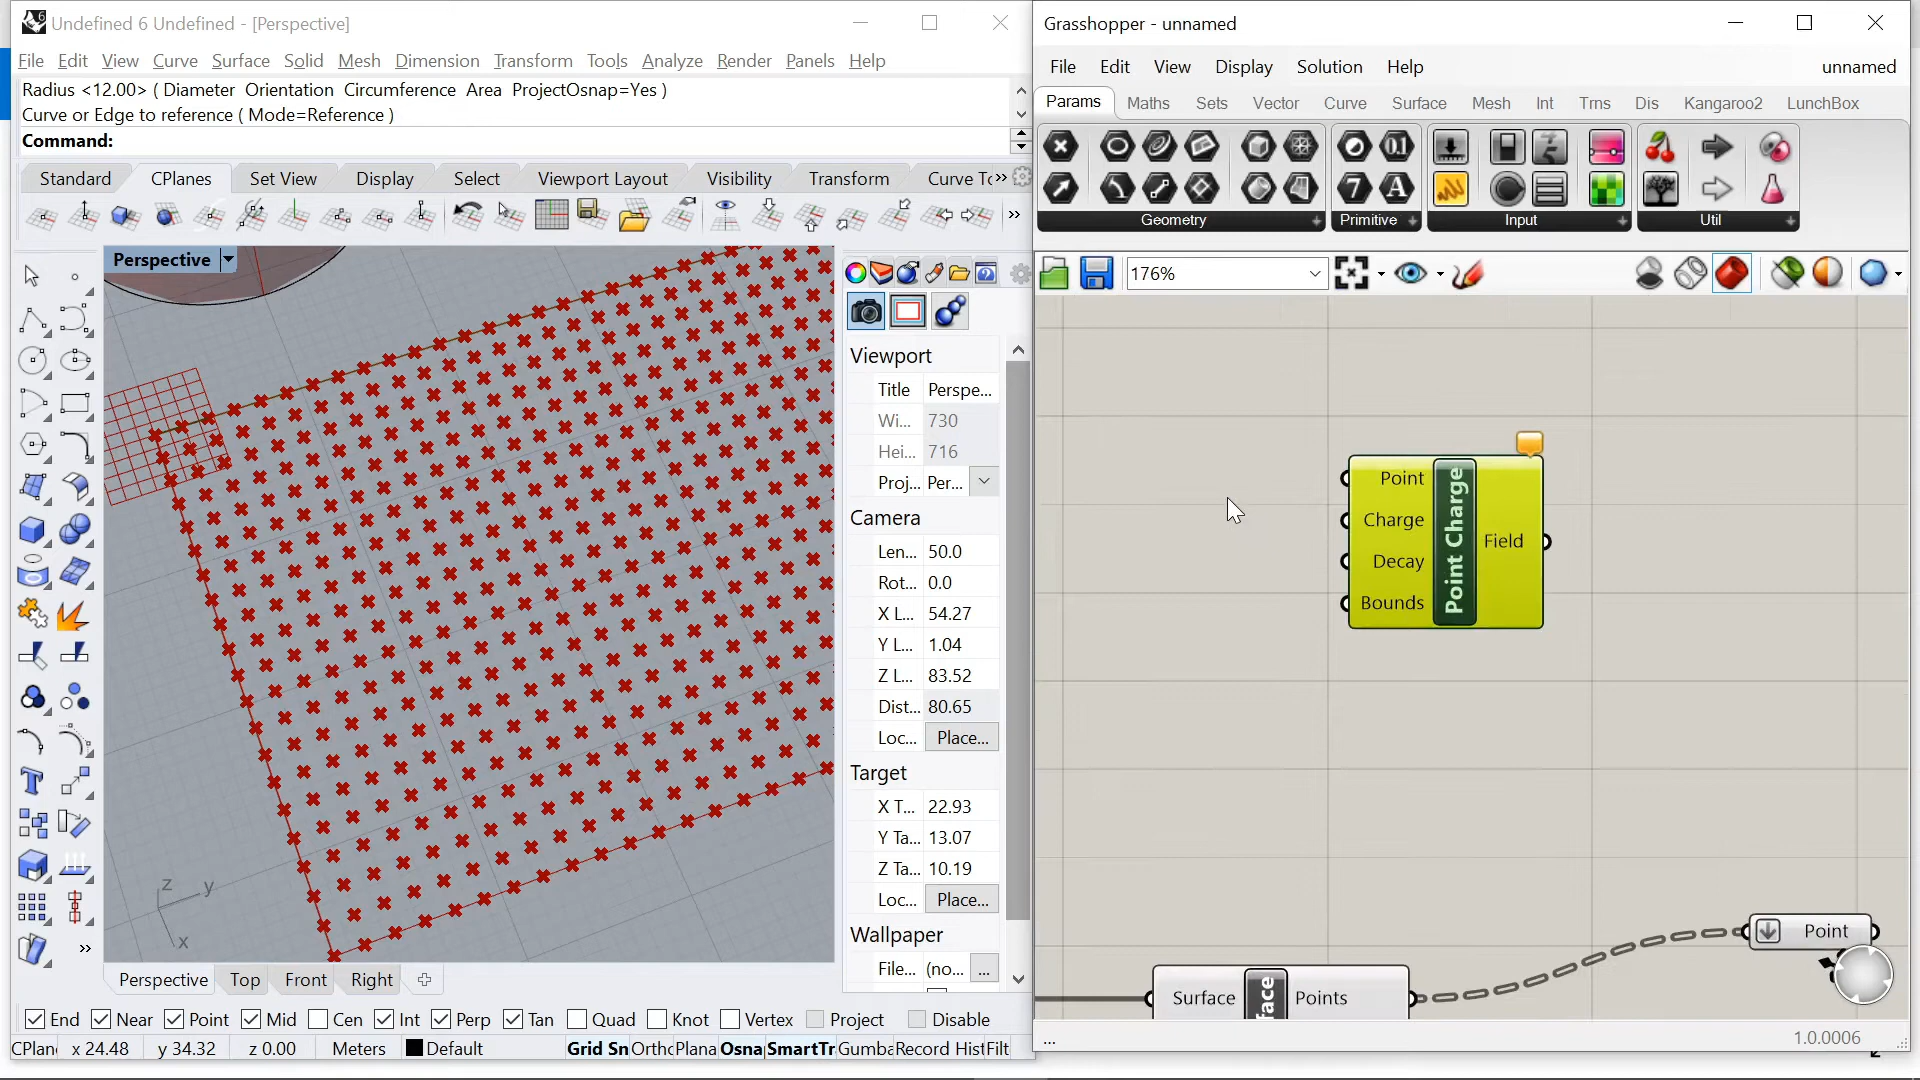 Undefined 6 Undefined - [Perspective]
File Edit View Curve Surface Solid Mesh Dimension Transform Tools Analyze Render Panels Help
Radius <12.00> ( Diameter Orientation Circumference Area ProjectOsnap=Yes )
Curve or Edge to reference ( Mode=Reference )
Command:
Standard CPlanes Set View Display Select Viewport Layout Visibility Transform Curve To
Perspective
Viewport
Title Perspe...
Wi... 730
Hei... 716
Proj... Per...
Camera
Len... 50.0
Rot... 0.0
X L... 54.27
Y L... 1.04
Z L... 83.52
Dist... 80.65
Loc... Place...
Target
X T... 22.93
Y Ta... 13.07
Z Ta... 10.19
Loc... Place...
Wallpaper
File... (no... ...
z
y
x
Perspective Top Front Right
End Near Point Mid Cen Int Perp Tan Quad Knot Vertex Project Disable
CPlan x 24.48 y 34.32 z 0.00 Meters Default Grid Sn Ortho Plana Osna SmartTr Gumba Record Hist Filt
Grasshopper - unnamed
File Edit View Display Solution Help unnamed
Params Maths Sets Vector Curve Surface Mesh Int Trns Dis Kangaroo2 LunchBox
0.1
7 A
Geometry Primitive Input Util
176%
Point
Charge
Decay
Bounds
Point Charge
Field
Point
Surface face Points
... 1.0.0006